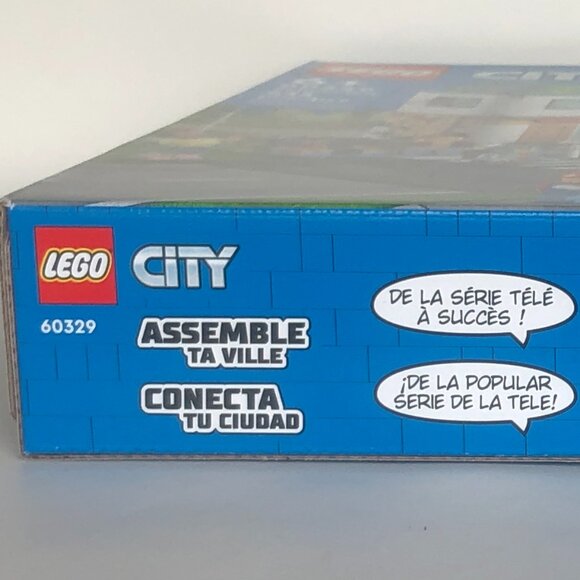 CITY
LEGO
CITY
60329
ASSEMBLE
TA VILLE
CONECTA
TU CIUDAD
DE LA SÉRIE TÉLÉ
À SUCCÈS !
¡DE LA POPULAR
SERIE DE LA TELE!